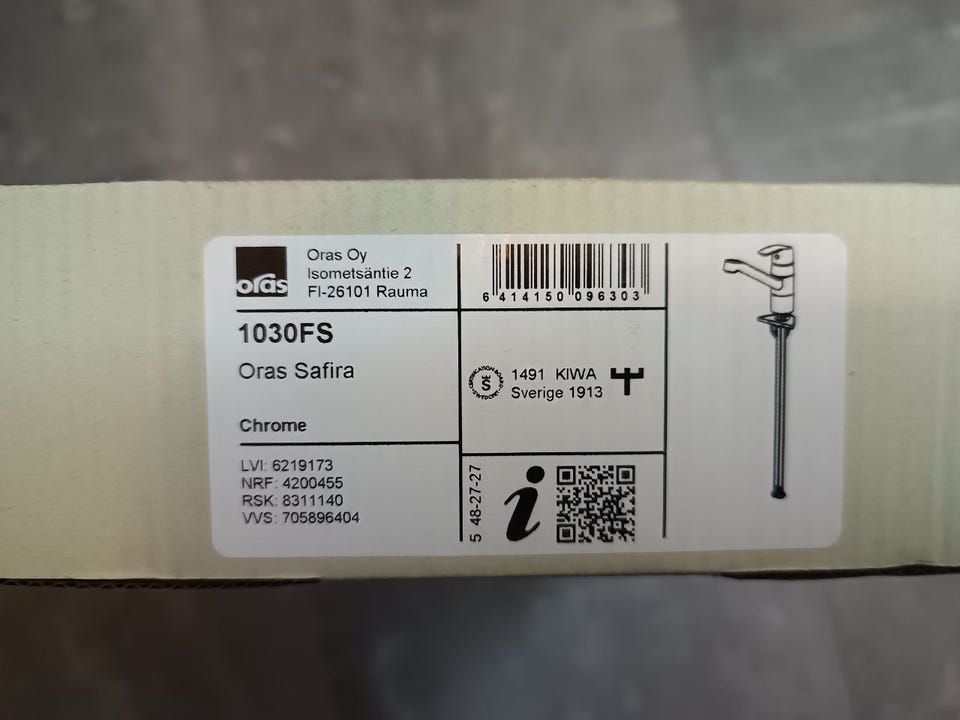 oras
Oras Oy
Isometsäntie 2
FI-26101 Rauma
6 414150 096303
1030FS
Oras Safira
Chrome
1491 KIWA
Sverige 1913
LVI: 6219173
NRF: 4200455
RSK: 8311140
VVS: 705896404
5 48-27-27
i